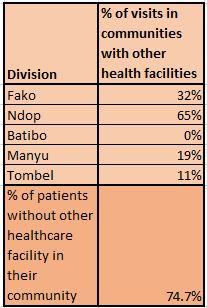 % of visits in
communities
with other
Division health facilities
Fako 32%
Ndop 65%
Batibo 0%
Manyu 19%
Tombel 11%
% of patients
without other
healthcare
facility in
their
community 74.7%